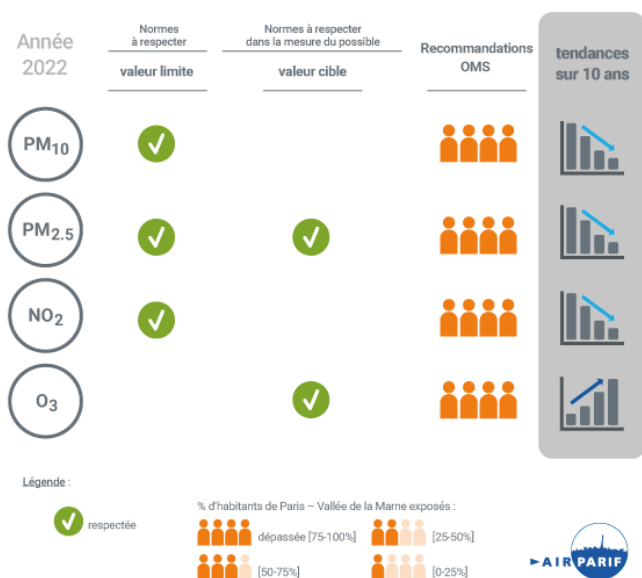 Année
2022
Normes
à respecter
valeur limite
Normes à respecter
dans la mesure du possible
valeur cible
Recommandations
OMS
tendances
sur 10 ans
PM10
PM2.5
NO2
O3
Légende :
respectée
% d'habitants de Paris – Vallée de la Marne exposés :
dépassée [75-100%]
[25-50%]
[50-75%]
[0-25%]
AIRPARIF